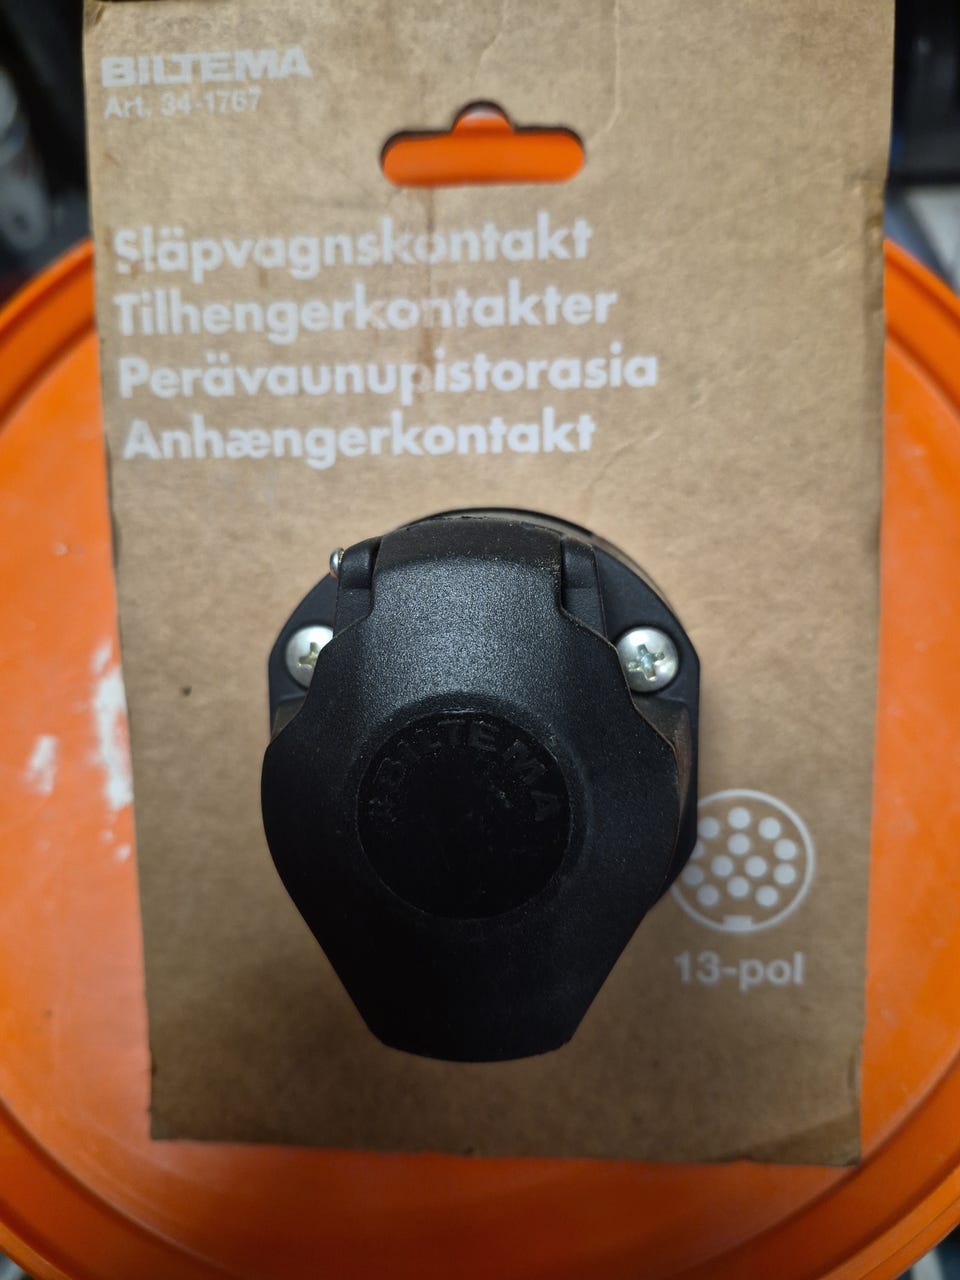 BILTEMA
Art. 34-1767
Släpvagnskontakt
Tilhengerkontakter
Perävaunupistorasia
Anhængerkontakt
BILTEMA
13-pol